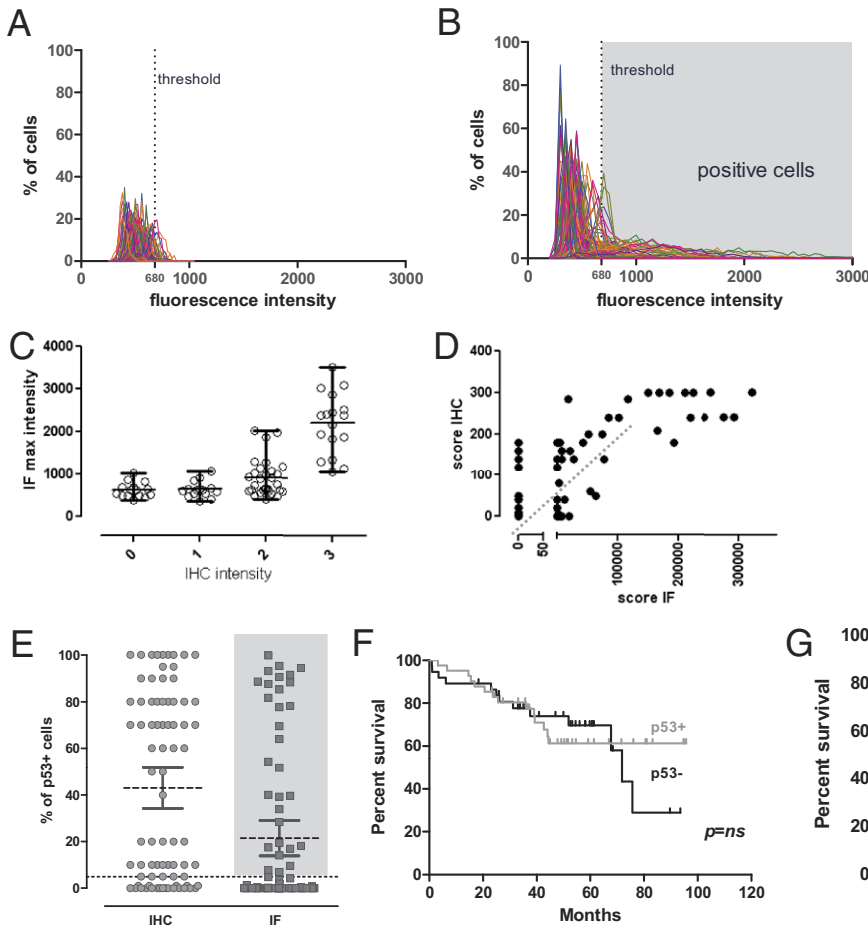 A
100
80
60
40
20
0
% of cells
threshold
0
680
1000
2000
3000
fluorescence intensity
B
100
80
60
40
20
0
% of cells
threshold
positive cells
0
680
1000
2000
3000
fluorescence intensity
C
4000
3000
2000
1000
0
IF max intensity
0
1
2
3
IHC intensity
D
400
300
200
100
0
score IHC
0
50
100000
200000
300000
score IF
E
100
80
60
40
20
0
% of p53+ cells
IHC
IF
F
100
80
60
40
20
0
Percent survival
p53+
p53-
p=ns
0
20
40
60
80
100
120
Months
G
100
80
60
40
20
0
Percent survival